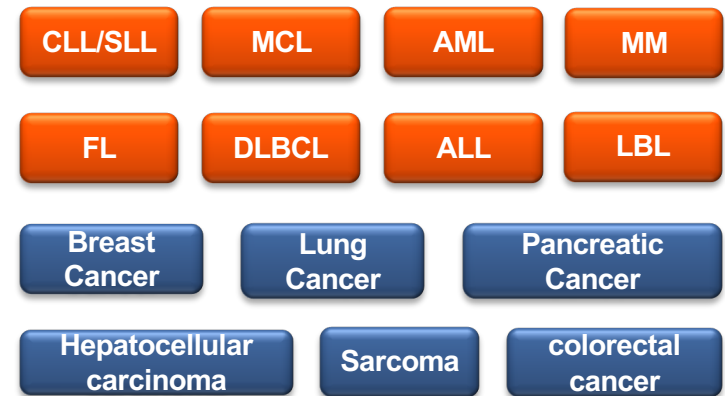 CLL/SLL MCL AML MM
FL DLBCL ALL LBL
Breast Cancer
Lung Cancer
Pancreatic Cancer
Hepatocellular carcinoma
Sarcoma
colorectal cancer